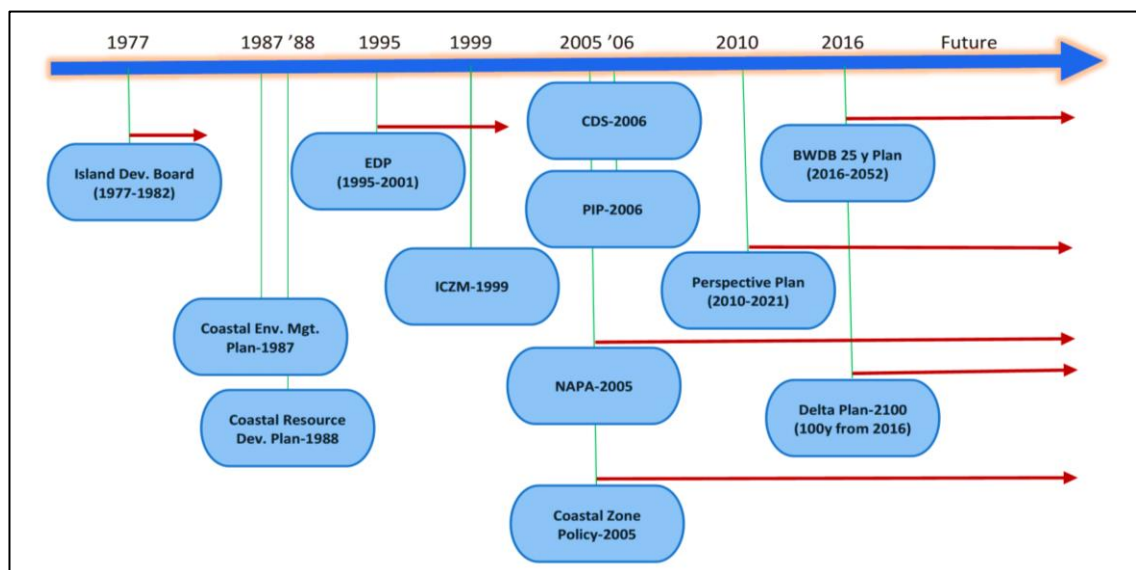 1977 1987 ’88 1995 1999 2005 ’06 2010 2016 Future
Island Dev. Board
(1977-1982)
Coastal Env. Mgt.
Plan-1987
Coastal Resource
Dev. Plan-1988
EDP
(1995-2001)
ICZM-1999
CDS-2006
PIP-2006
NAPA-2005
Coastal Zone
Policy-2005
Perspective Plan
(2010-2021)
BWDB 25 y Plan
(2016-2052)
Delta Plan-2100
(100y from 2016)